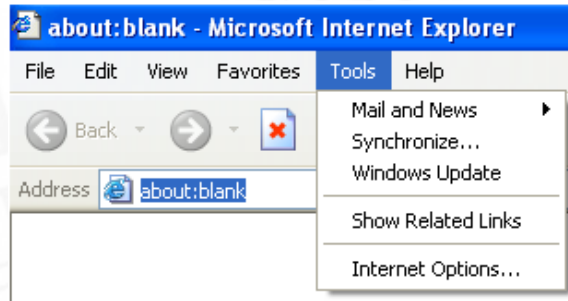 about:blank - Microsoft Internet Explorer
File Edit View Favorites Tools Help
Mail and News
Back
Synchronize...
Windows Update
Address about:blank
Show Related Links
Internet Options...